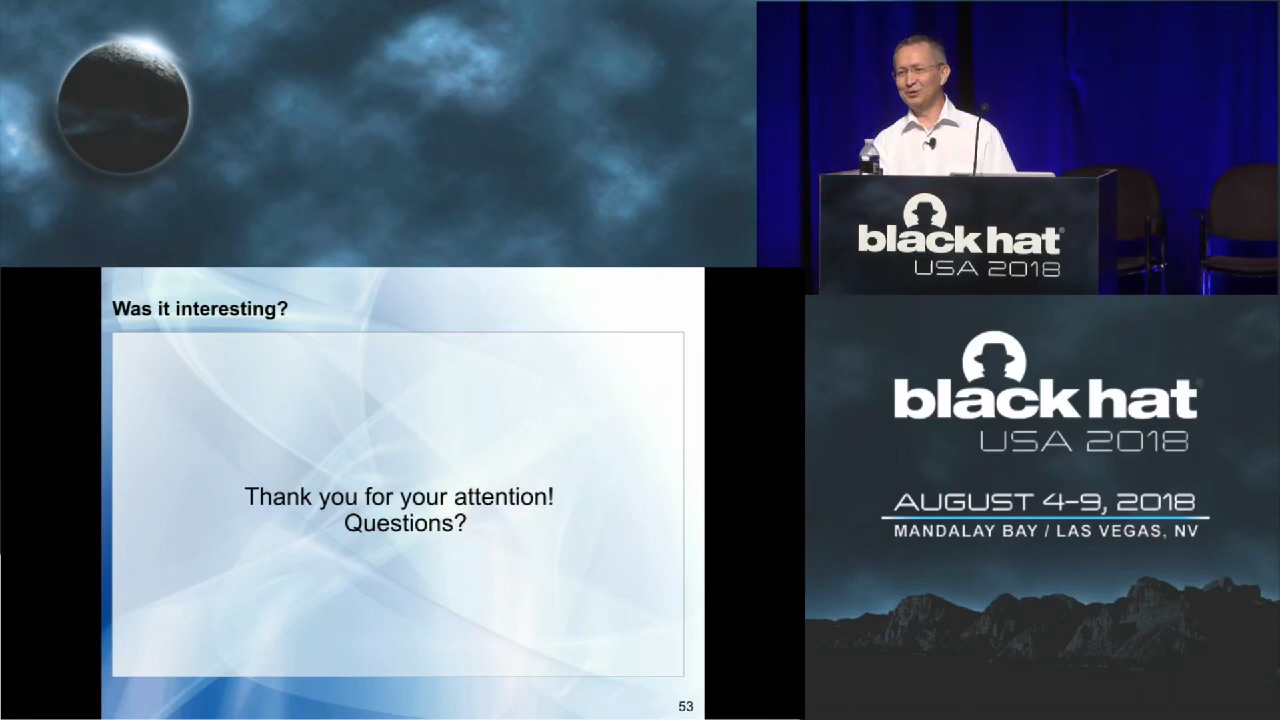 black hat
USA 2018
Was it interesting?
Thank you for your attention!
Questions?
53
black hat
USA 2018
AUGUST 4-9, 2018
MANDALAY BAY / LAS VEGAS, NV